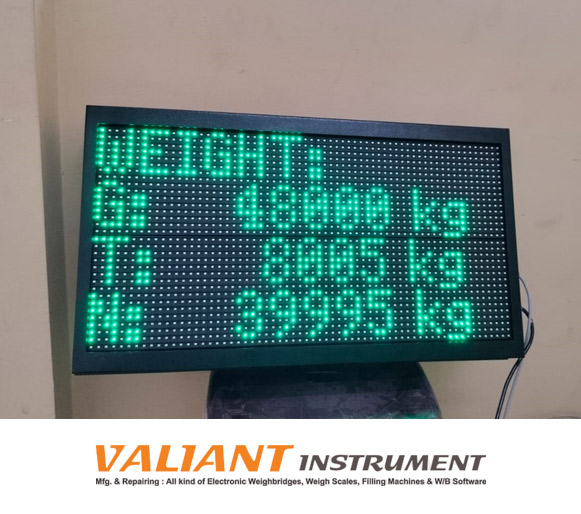 WEIGHT:
G: 48000 kg
T: 8005 kg
N: 39995 kg
VALIANT INSTRUMENT
Mfg. & Repairing : All kind of Electronic Weighbridges, Weigh Scales, Filling Machines & W/B Software